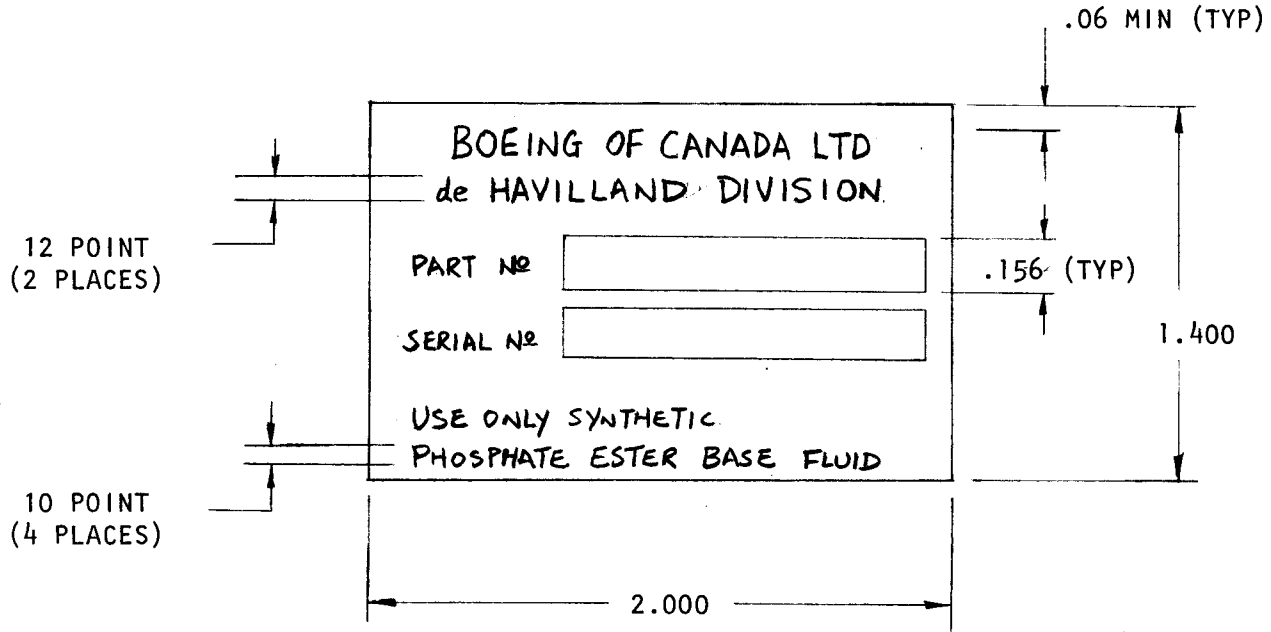 .06 MIN (TYP)
BOEING OF CANADA LTD
de HAVILLAND DIVISION
12 POINT
(2 PLACES)
PART Nº
.156 (TYP)
SERIAL Nº
1.400
USE ONLY SYNTHETIC
PHOSPHATE ESTER BASE FLUID
10 POINT
(4 PLACES)
2.000